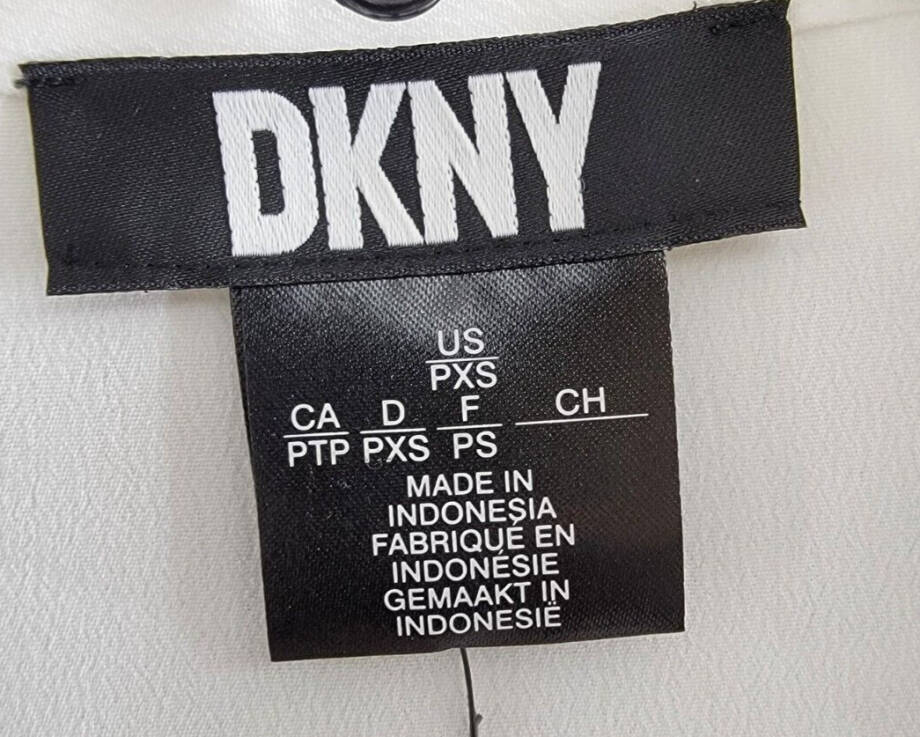 DKNY
US
PXS
CA D F CH
PTP PXS PS
MADE IN
INDONESIA
FABRIQUÉ EN
INDONÉSIE
GEMAAKT IN
INDONESIË